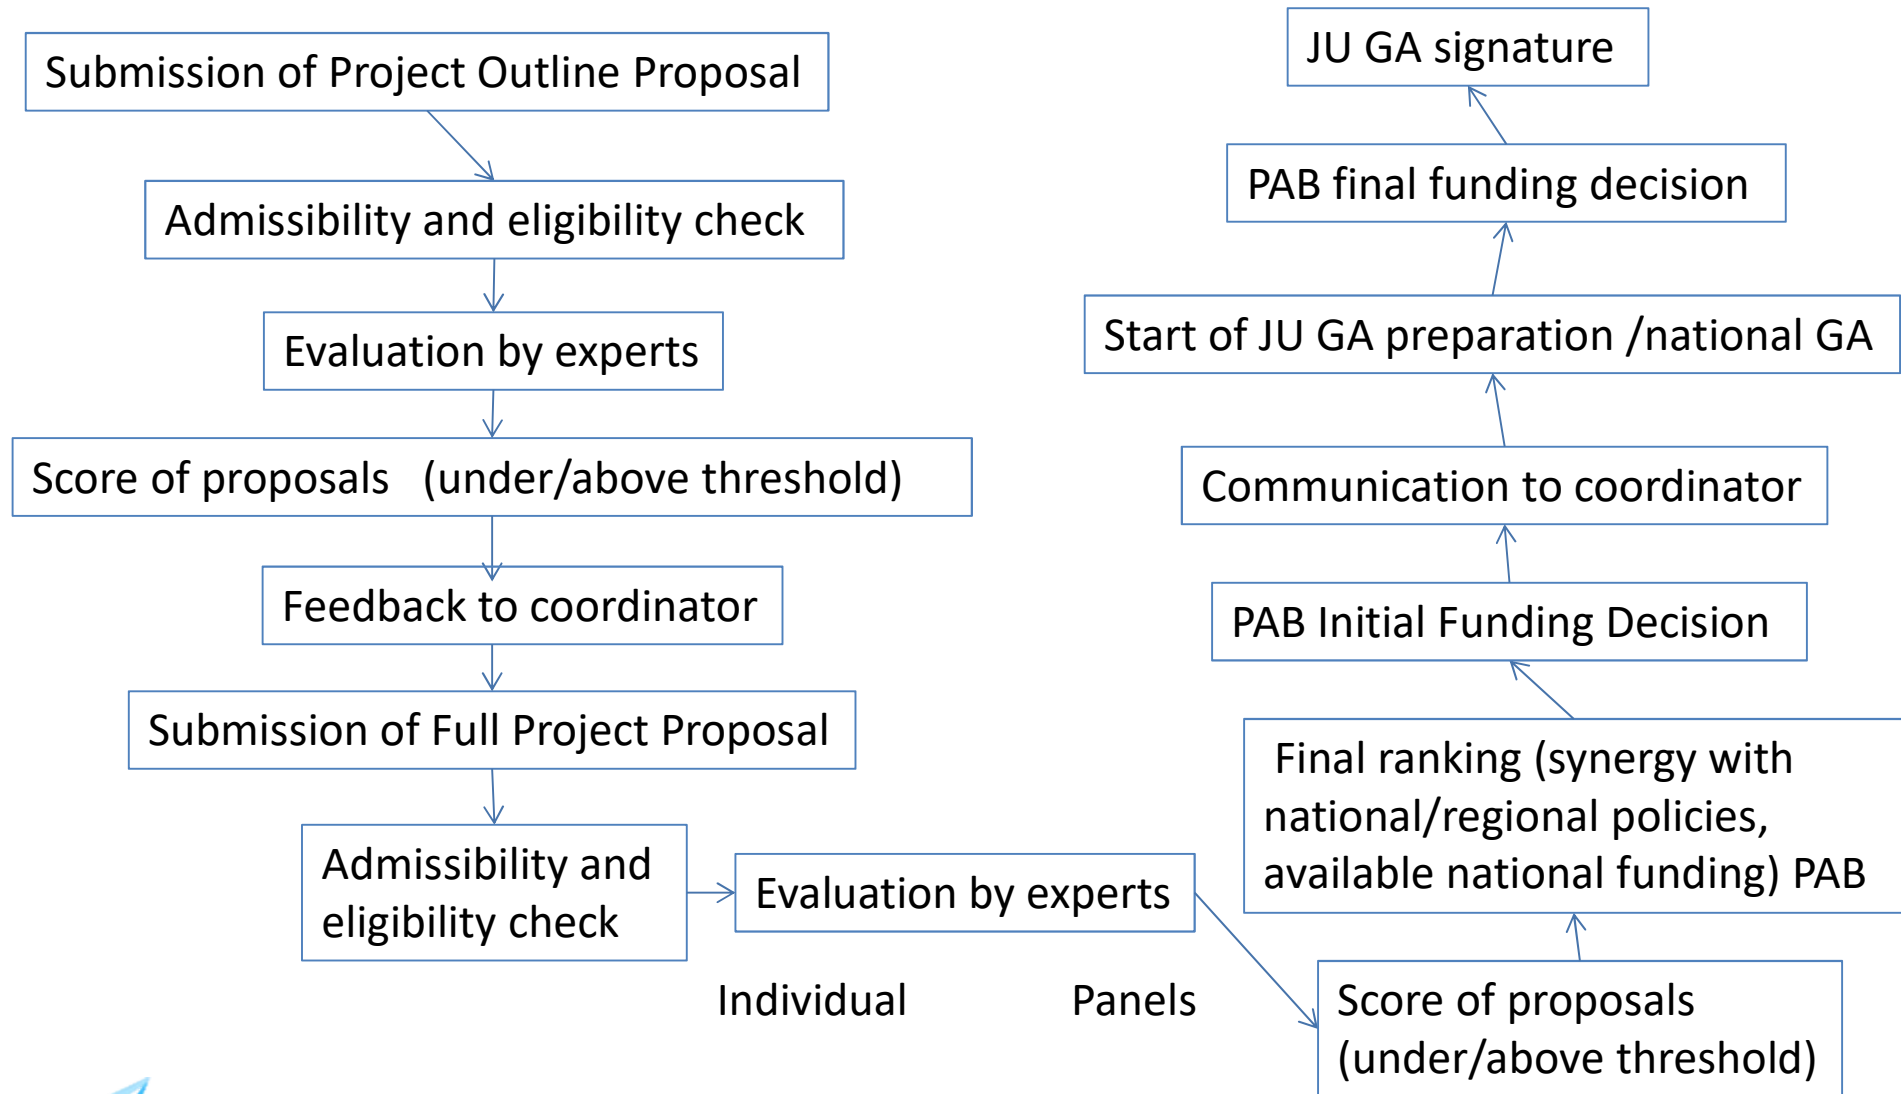 Submission of Project Outline Proposal
Admissibility and eligibility check
Evaluation by experts
Score of proposals (under/above threshold)
Feedback to coordinator
Submission of Full Project Proposal
Admissibility and
eligibility check
Evaluation by experts
Individual Panels
Score of proposals
(under/above threshold)
Final ranking (synergy with
national/regional policies,
available national funding) PAB
PAB Initial Funding Decision
Communication to coordinator
Start of JU GA preparation /national GA
PAB final funding decision
JU GA signature